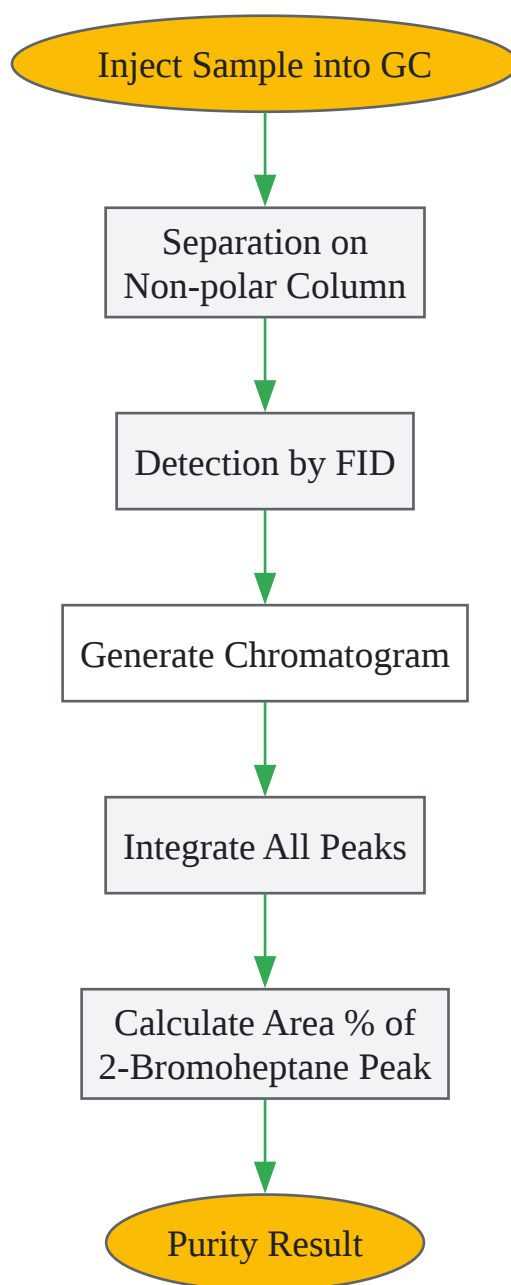 Inject Sample into GC
Separation on
Non-polar Column
Detection by FID
Generate Chromatogram
Integrate All Peaks
Calculate Area % of
2-Bromoheptane Peak
Purity Result